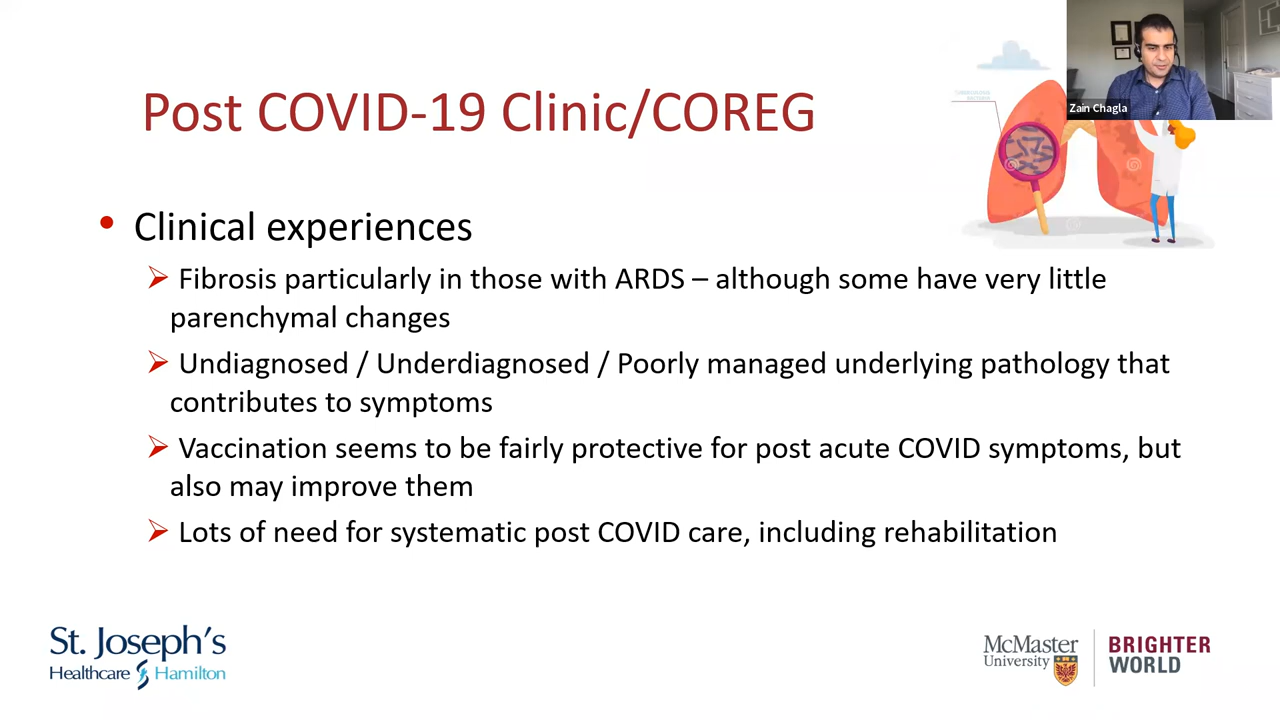 Post COVID-19 Clinic/COREG
Zain Chagla
• Clinical experiences
➢ Fibrosis particularly in those with ARDS – although some have very little
parenchymal changes
➢ Undiagnosed / Underdiagnosed / Poorly managed underlying pathology that
contributes to symptoms
➢ Vaccination seems to be fairly protective for post acute COVID symptoms, but
also may improve them
➢ Lots of need for systematic post COVID care, including rehabilitation
St. Joseph's
Healthcare Hamilton
McMaster
University
BRIGHTER
WORLD